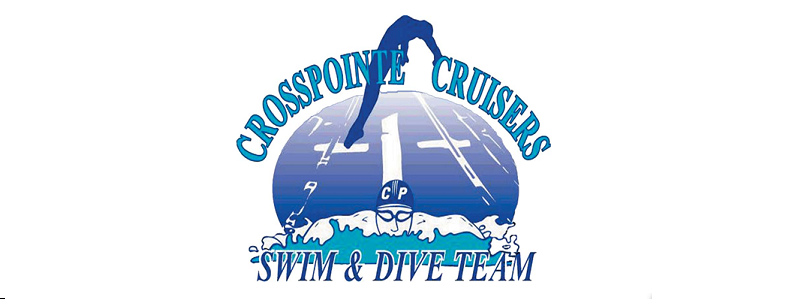 CROSSPOINTE CRUISERS
CP
SWIM & DIVE TEAM